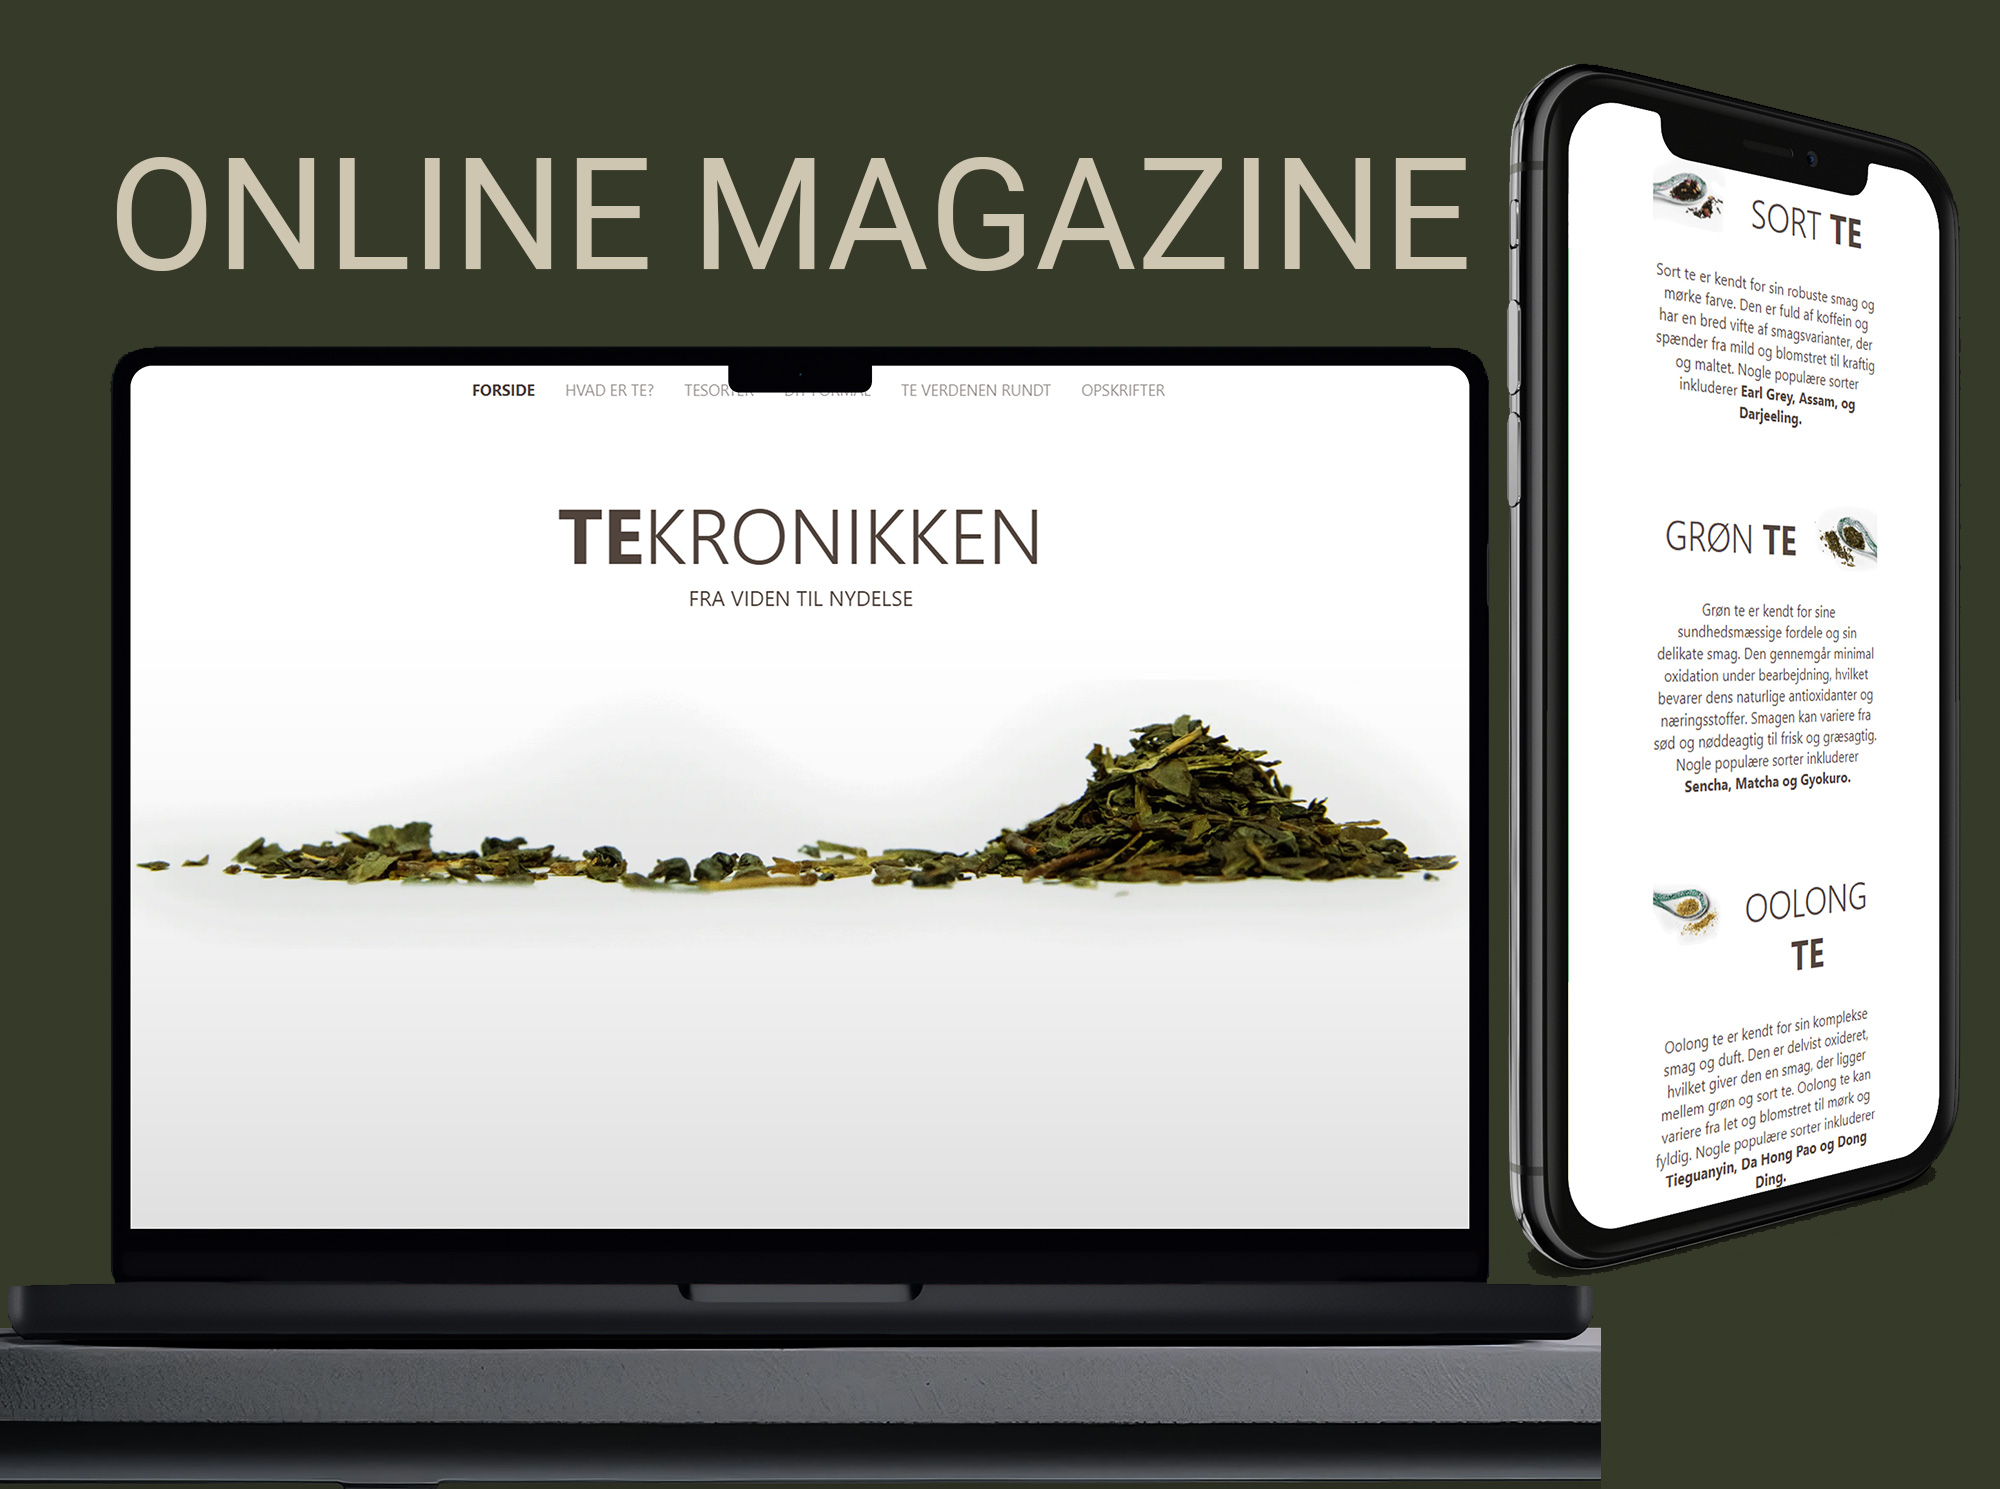 ONLINE MAGAZINE
FORSIDE HVAD ER TE? TESORTER TE VERDENEN RUNDT OPSKRIFTER
TEKRONIKKEN
FRA VIDEN TIL NYDELSE
SORT TE
Sort te er kendt for sin robuste smag og
mørke farve. Den er fuld af koffein og
har en bred vifte af smagsvarianter, der
spænder fra mild og blomstret til kraftig
og maltet. Nogle populære sorter
inkluderer Earl Grey, Assam, og
Darjeeling.
GRØN TE
Grøn te er kendt for sine
sundhedsmæssige fordele og sin
delikate smag. Den gennemgår minimal
oxidation under bearbejdning, hvilket
bevarer dens naturlige antioxidanter og
næringsstoffer. Smagen kan variere fra
sød og nøddeagtig til frisk og græsagtig.
Nogle populære sorter inkluderer
Sencha, Matcha og Gyokuro.
OOLONG
TE
Oolong te er kendt for sin komplekse
smag og duft. Den er delvist oxideret,
hvilket giver den en smag, der ligger
mellem grøn og sort te. Oolong te kan
variere fra let og blomstret til mørk og
fyldig. Nogle populære sorter inkluderer
Tieguanyin, Da Hong Pao og Dong
Ding.